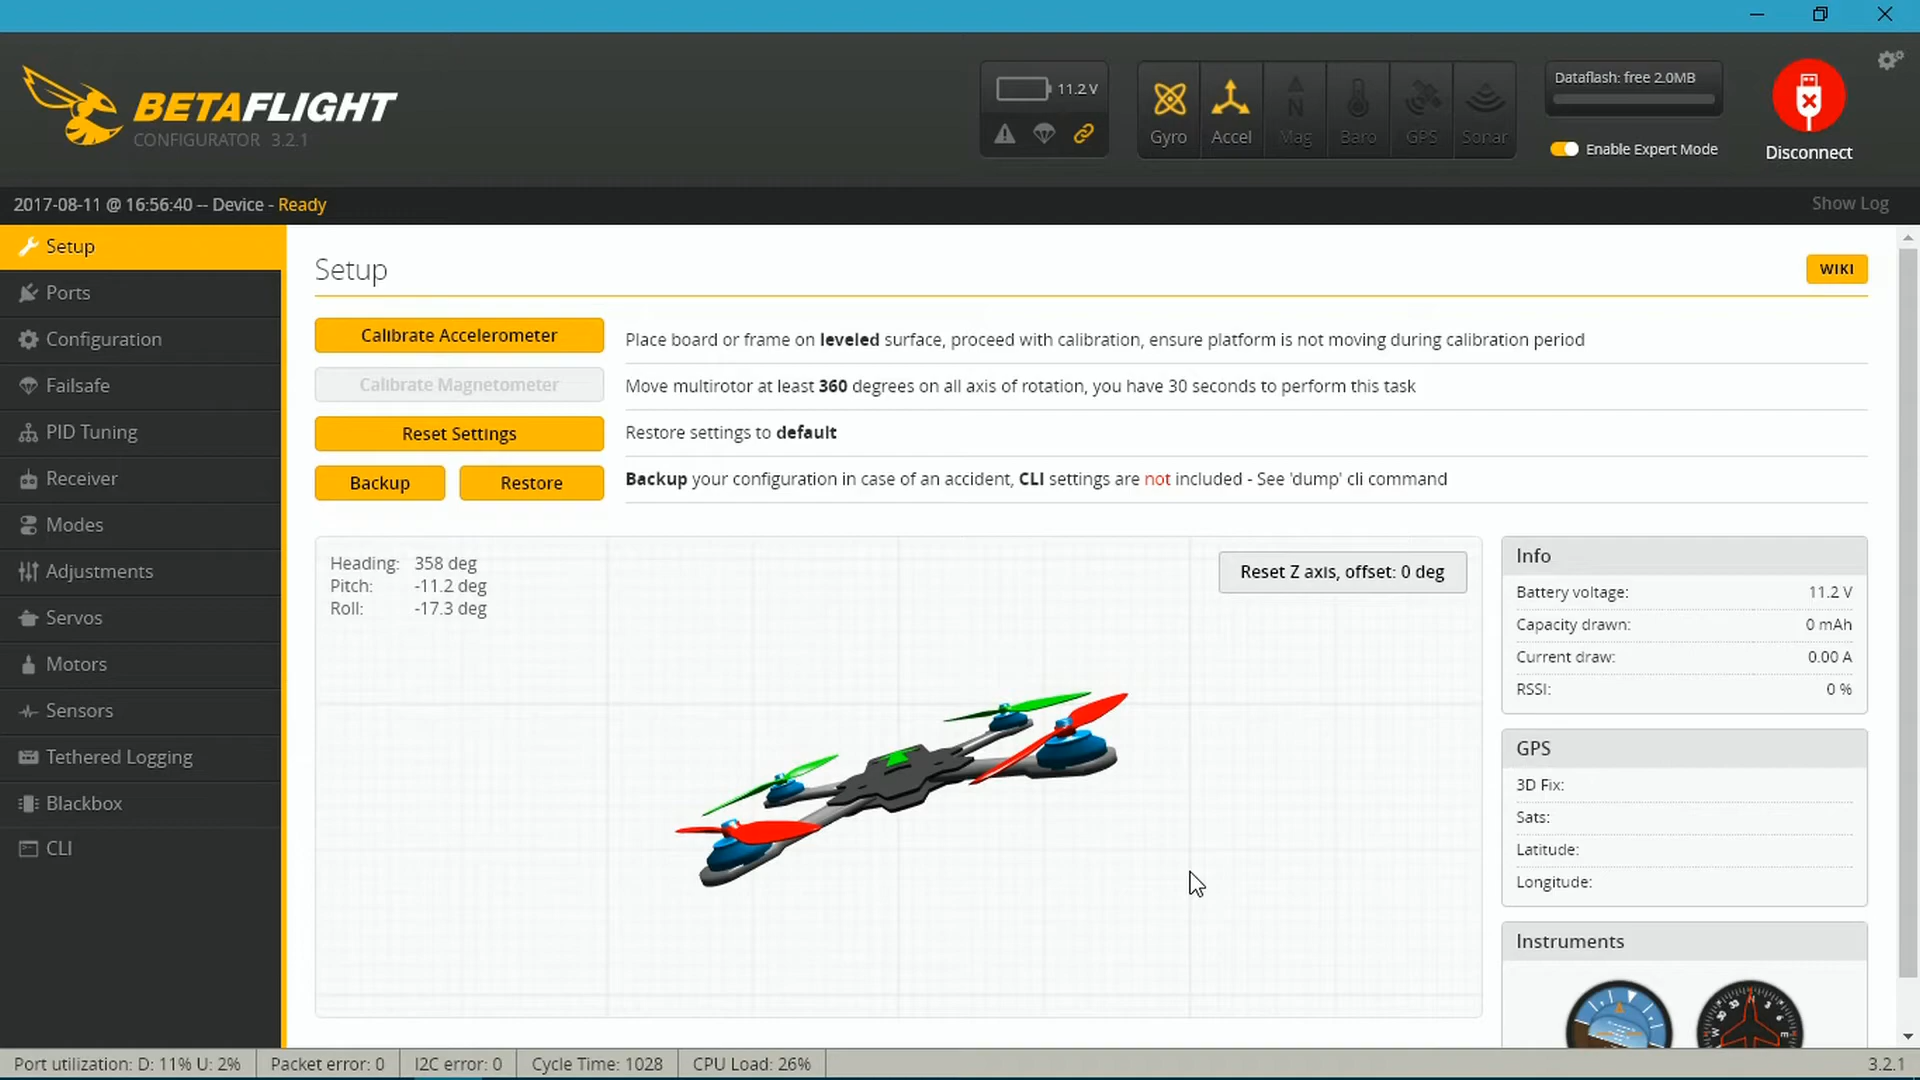 BETAFLIGHT
CONFIGURATOR 3.2.1
11.2 V
Gyro
Accel
Mag
Baro
GPS
Sonar
Dataflash: free 2.0MB
Enable Expert Mode
Disconnect
2017-08-11 @ 16:56:40 -- Device - Ready
Show Log
Setup
Ports
Configuration
Failsafe
PID Tuning
Receiver
Modes
Adjustments
Servos
Motors
Sensors
Tethered Logging
Blackbox
CLI
Setup
WIKI
Calibrate Accelerometer
Place board or frame on leveled surface, proceed with calibration, ensure platform is not moving during calibration period
Calibrate Magnetometer
Move multirotor at least 360 degrees on all axis of rotation, you have 30 seconds to perform this task
Reset Settings
Restore settings to default
Backup
Restore
Backup your configuration in case of an accident, CLI settings are not included - See 'dump' cli command
Heading: 358 deg
Pitch: -11.2 deg
Roll: -17.3 deg
Reset Z axis, offset: 0 deg
Info
Battery voltage: 11.2 V
Capacity drawn: 0 mAh
Current draw: 0.00 A
RSSI: 0 %
GPS
3D Fix:
Sats:
Latitude:
Longitude:
Instruments
Port utilization: D: 11% U: 2%
Packet error: 0
I2C error: 0
Cycle Time: 1028
CPU Load: 26%
3.2.1